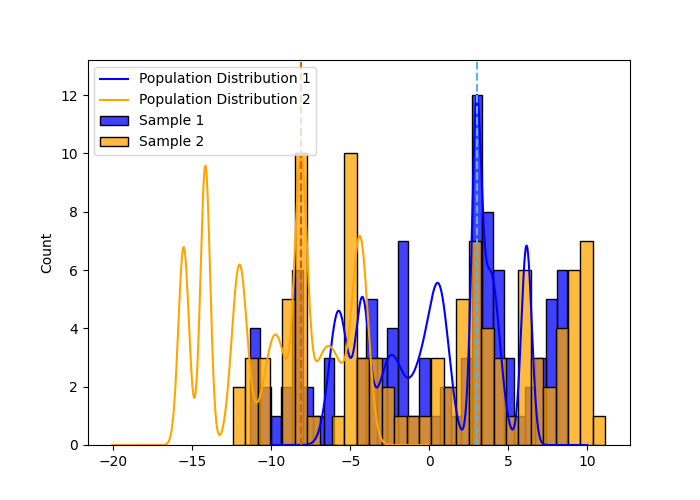 Population Distribution 1
Population Distribution 2
Sample 1
Sample 2
Count
12
10
8
6
4
2
0
−20 −15 −10 −5 0 5 10